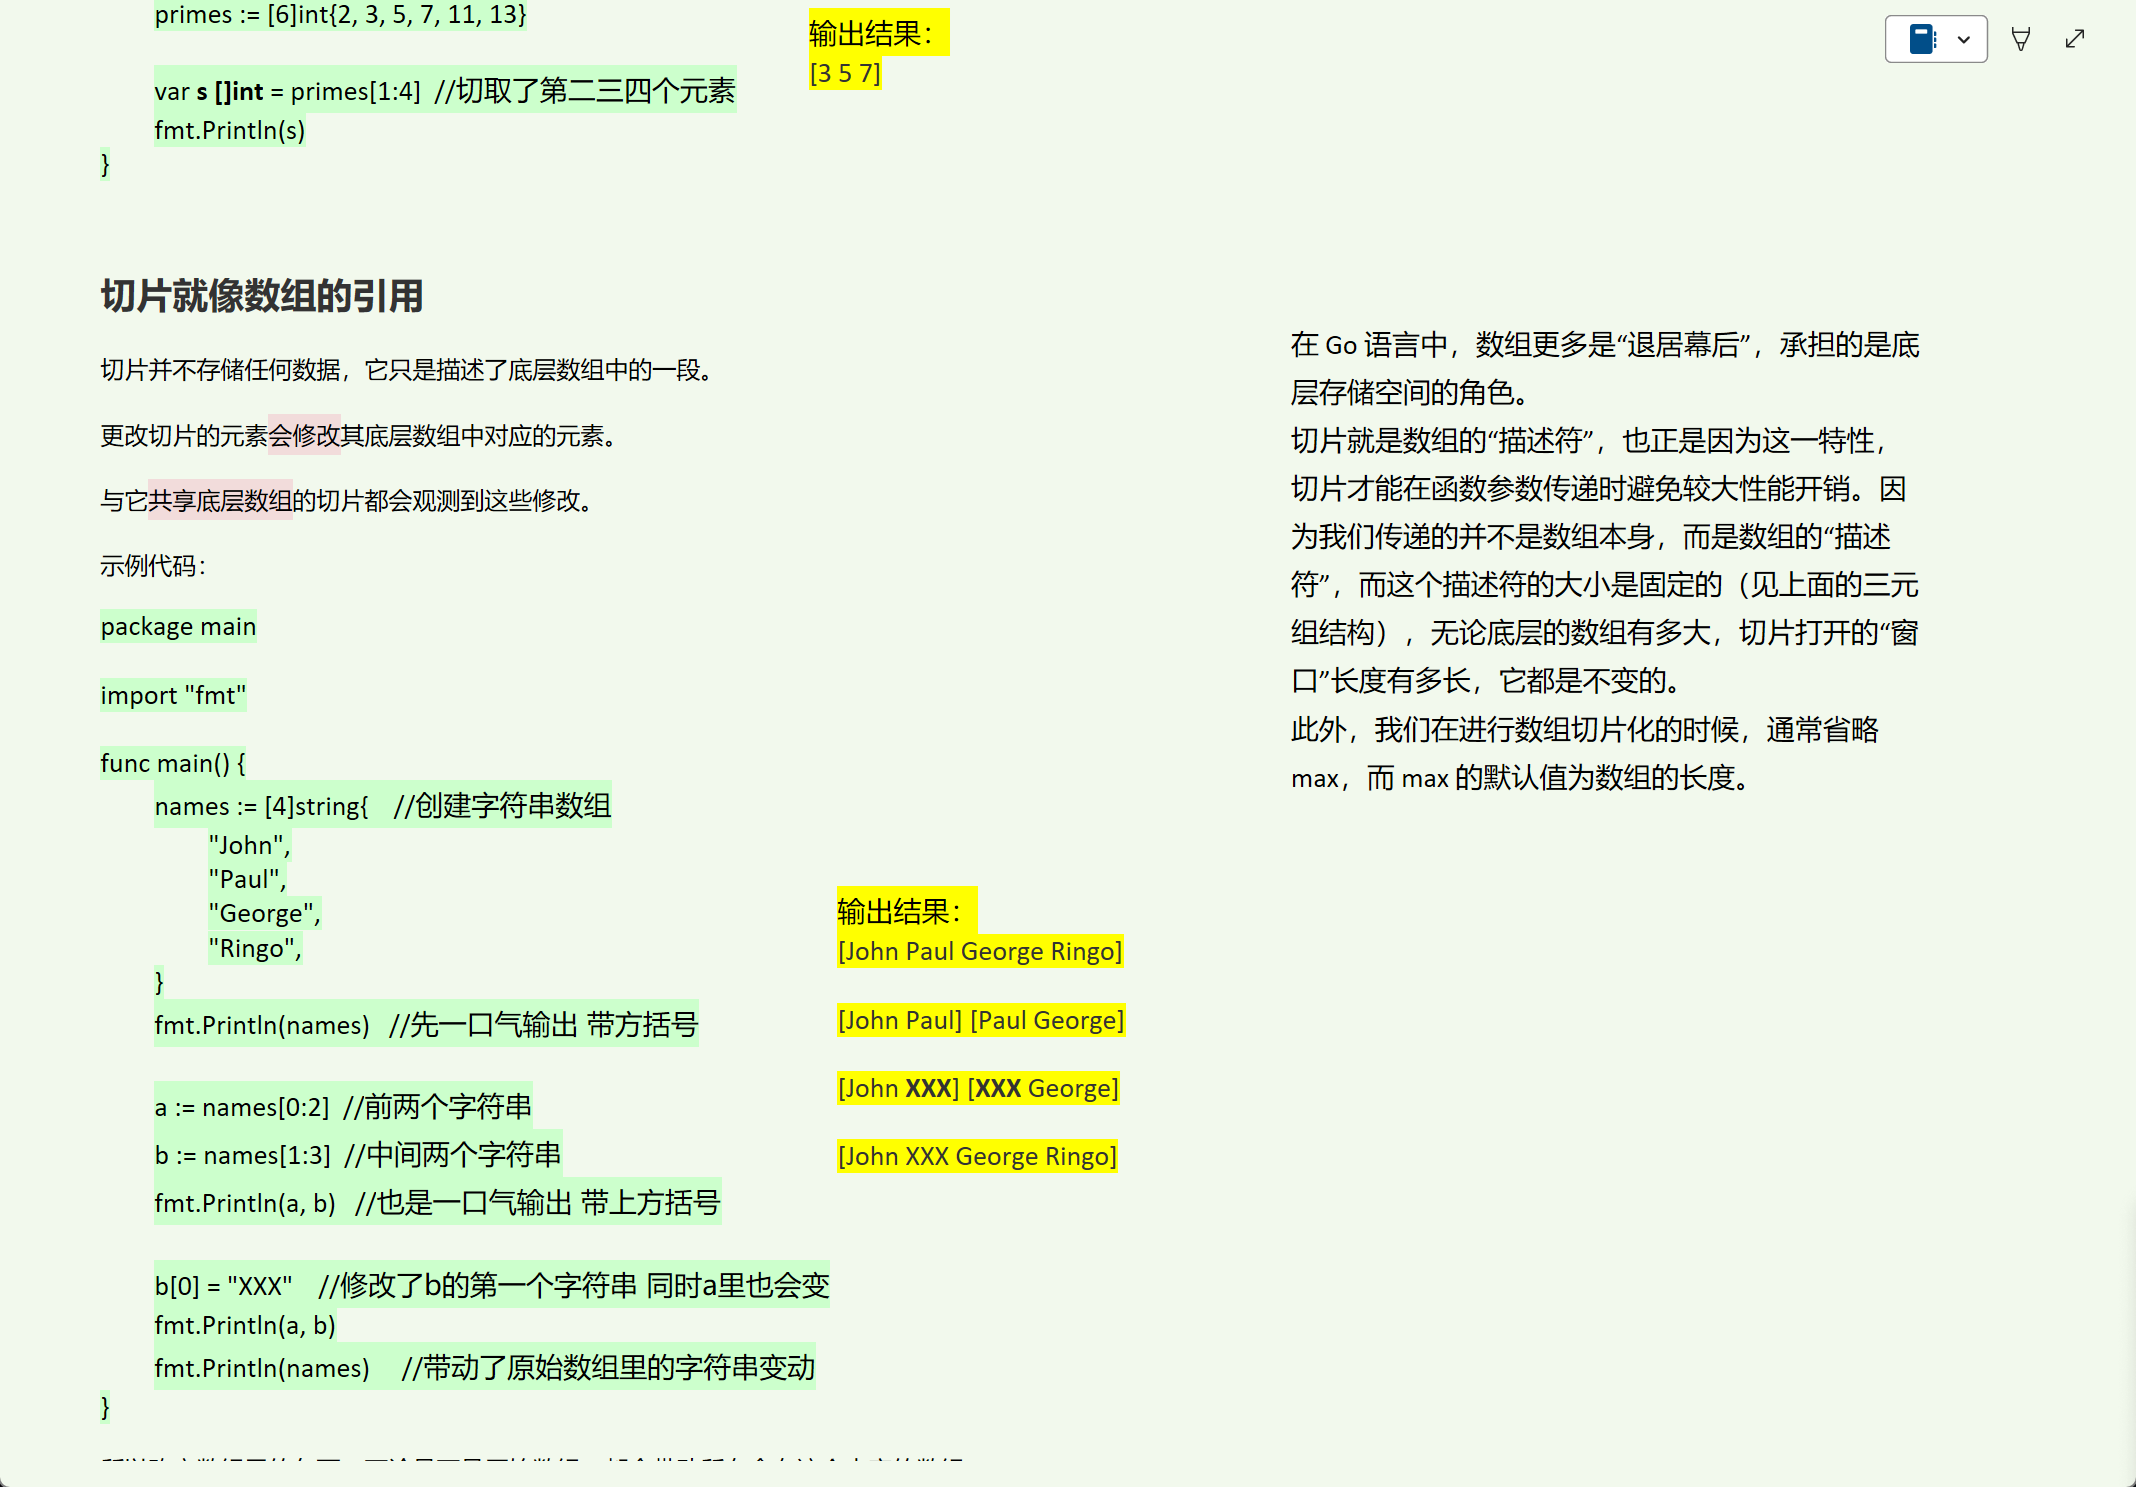 primes := [6]int{2, 3, 5, 7, 11, 13}
var s []int = primes[1:4]  //切取了第二三四个元素
fmt.Println(s)
}
输出结果：
[3 5 7]
切片就像数组的引用
切片并不存储任何数据，它只是描述了底层数组中的一段。
更改切片的元素会修改其底层数组中对应的元素。
与它共享底层数组的切片都会观测到这些修改。
示例代码：
package main
import "fmt"
func main() {
names := [4]string{    //创建字符串数组
"John",
"Paul",
"George",
"Ringo",
}
fmt.Println(names)   //先一口气输出 带方括号
a := names[0:2]  //前两个字符串
b := names[1:3]  //中间两个字符串
fmt.Println(a, b)   //也是一口气输出 带上方括号
b[0] = "XXX"    //修改了b的第一个字符串 同时a里也会变
fmt.Println(a, b)
fmt.Println(names)     //带动了原始数组里的字符串变动
}
输出结果：
[John Paul George Ringo]
[John Paul] [Paul George]
[John XXX] [XXX George]
[John XXX George Ringo]
在 Go 语言中，数组更多是“退居幕后”，承担的是底
层存储空间的角色。
切片就是数组的“描述符”，也正是因为这一特性，
切片才能在函数参数传递时避免较大性能开销。因
为我们传递的并不是数组本身，而是数组的“描述
符”，而这个描述符的大小是固定的（见上面的三元
组结构），无论底层的数组有多大，切片打开的“窗
口”长度有多长，它都是不变的。
此外，我们在进行数组切片化的时候，通常省略
max，而 max 的默认值为数组的长度。